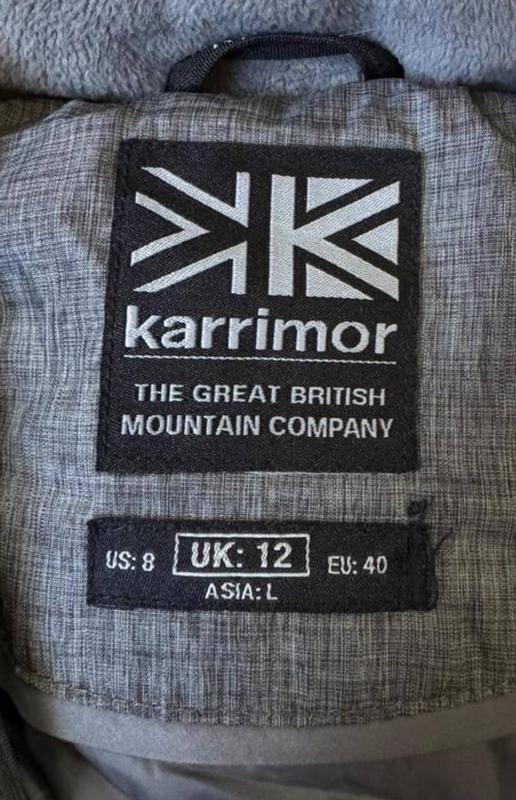 karrimor
THE GREAT BRITISH
MOUNTAIN COMPANY
US: 8 UK: 12 EU: 40
ASIA: L